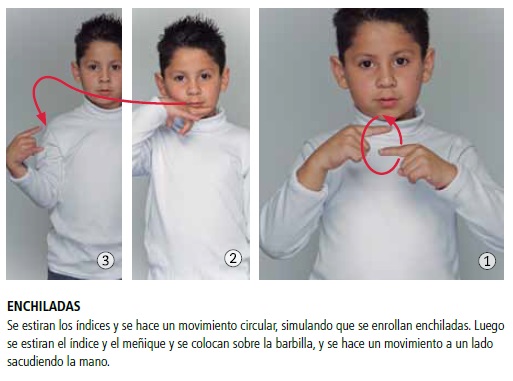 3
2
1
ENCHILADAS
Se estiran los índices y se hace un movimiento circular, simulando que se enrollan enchiladas. Luego
se estiran el índice y el meñique y se colocan sobre la barbilla, y se hace un movimiento a un lado
sacudiendo la mano.